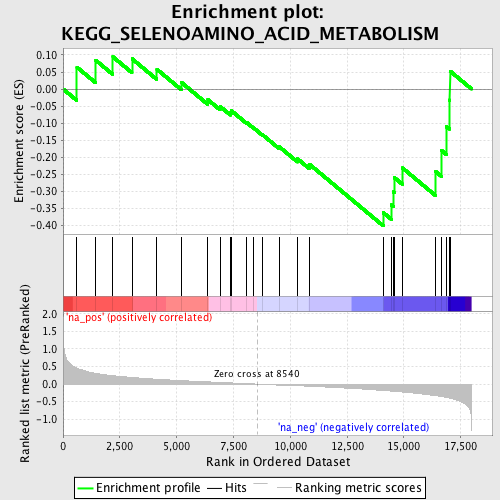 Enrichment plot:
KEGG_SELENOAMINO_ACID_METABOLISM
Enrichment score (ES)
0.10
0.05
0.00
-0.05
-0.10
-0.15
-0.20
-0.25
-0.30
-0.35
-0.40
'na_pos' (positively correlated)
Ranked list metric (PreRanked)
2.0
1.5
1.0
0.5
0.0
-0.5
-1.0
Zero cross at 8540
'na_neg' (negatively correlated)
0 2,500 5,000 7,500 10,000 12,500 15,000 17,500
Rank in Ordered Dataset
Enrichment profile Hits Ranking metric scores